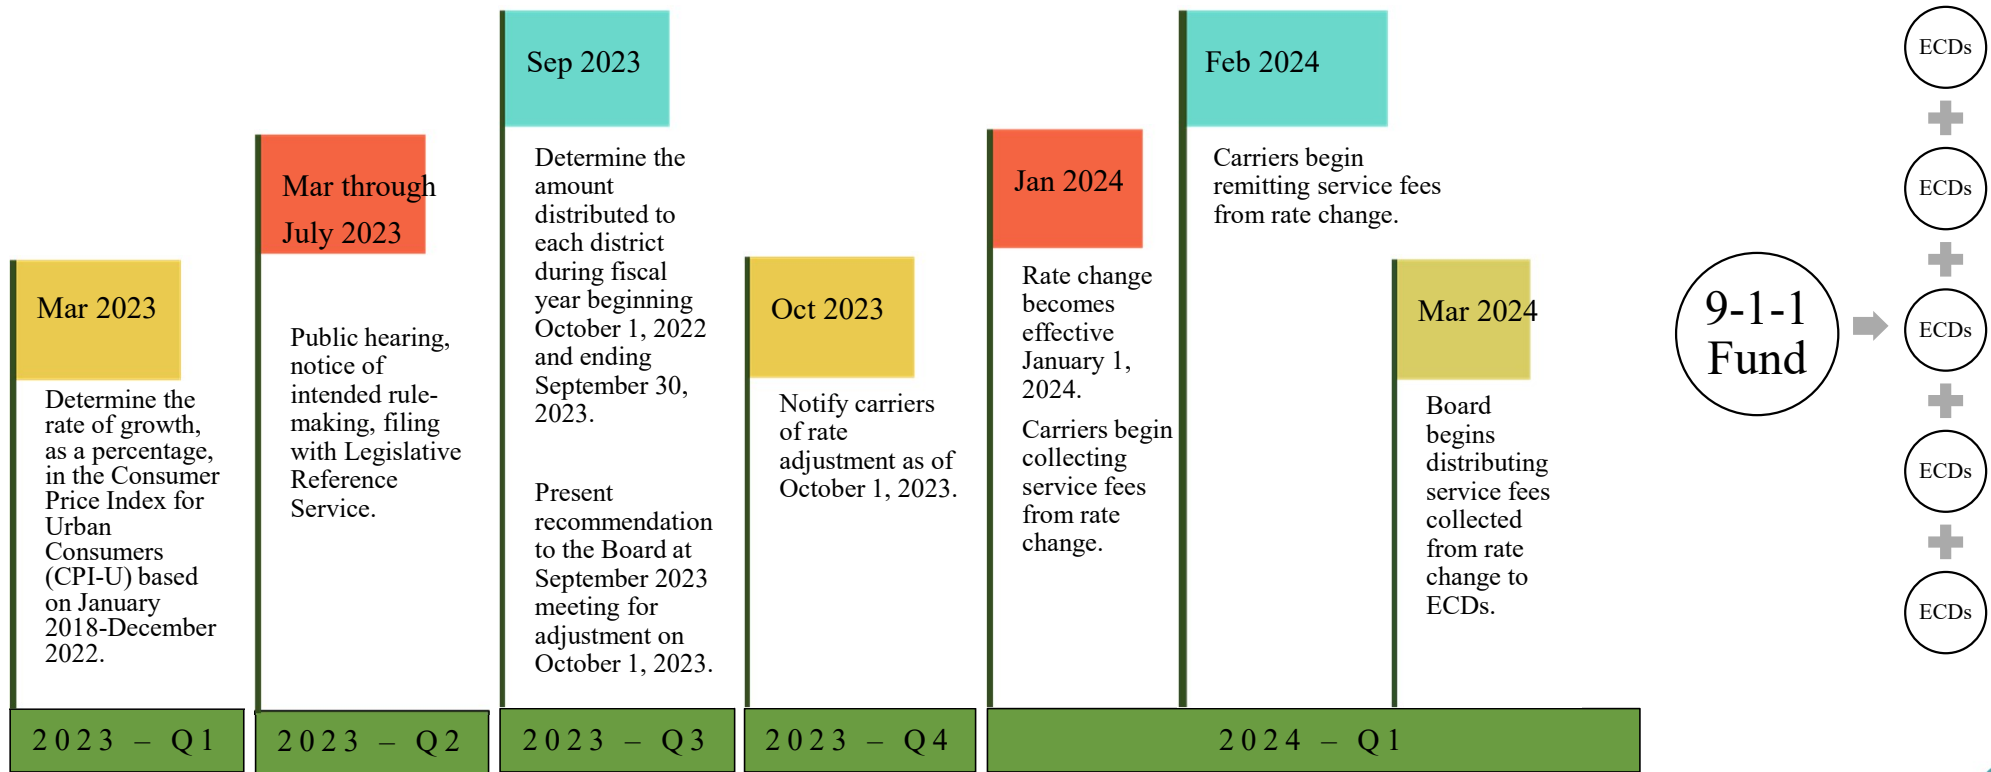 Mar 2023
Determine the
rate of growth,
as a percentage,
in the Consumer
Price Index for
Urban
Consumers
(CPI-U) based
on January
2018-December
2022.
2023 – Q1
Mar through
July 2023
Public hearing,
notice of
intended rule-
making, filing
with Legislative
Reference
Service.
2023 – Q2
Sep 2023
Determine the
amount
distributed to
each district
during fiscal
year beginning
October 1, 2022
and ending
September 30,
2023.
Present
recommendation
to the Board at
September 2023
meeting for
adjustment on
October 1, 2023.
2023 – Q3
Oct 2023
Notify carriers
of rate
adjustment as of
October 1, 2023.
2023 – Q4
Jan 2024
Rate change
becomes
effective
January 1,
2024.
Carriers begin
collecting
service fees
from rate
change.
Feb 2024
Carriers begin
remitting service fees
from rate change.
Mar 2024
Board
begins
distributing
service fees
collected
from rate
change to
ECDs.
2024 – Q1
9-1-1
Fund
ECDs
ECDs
ECDs
ECDs
ECDs